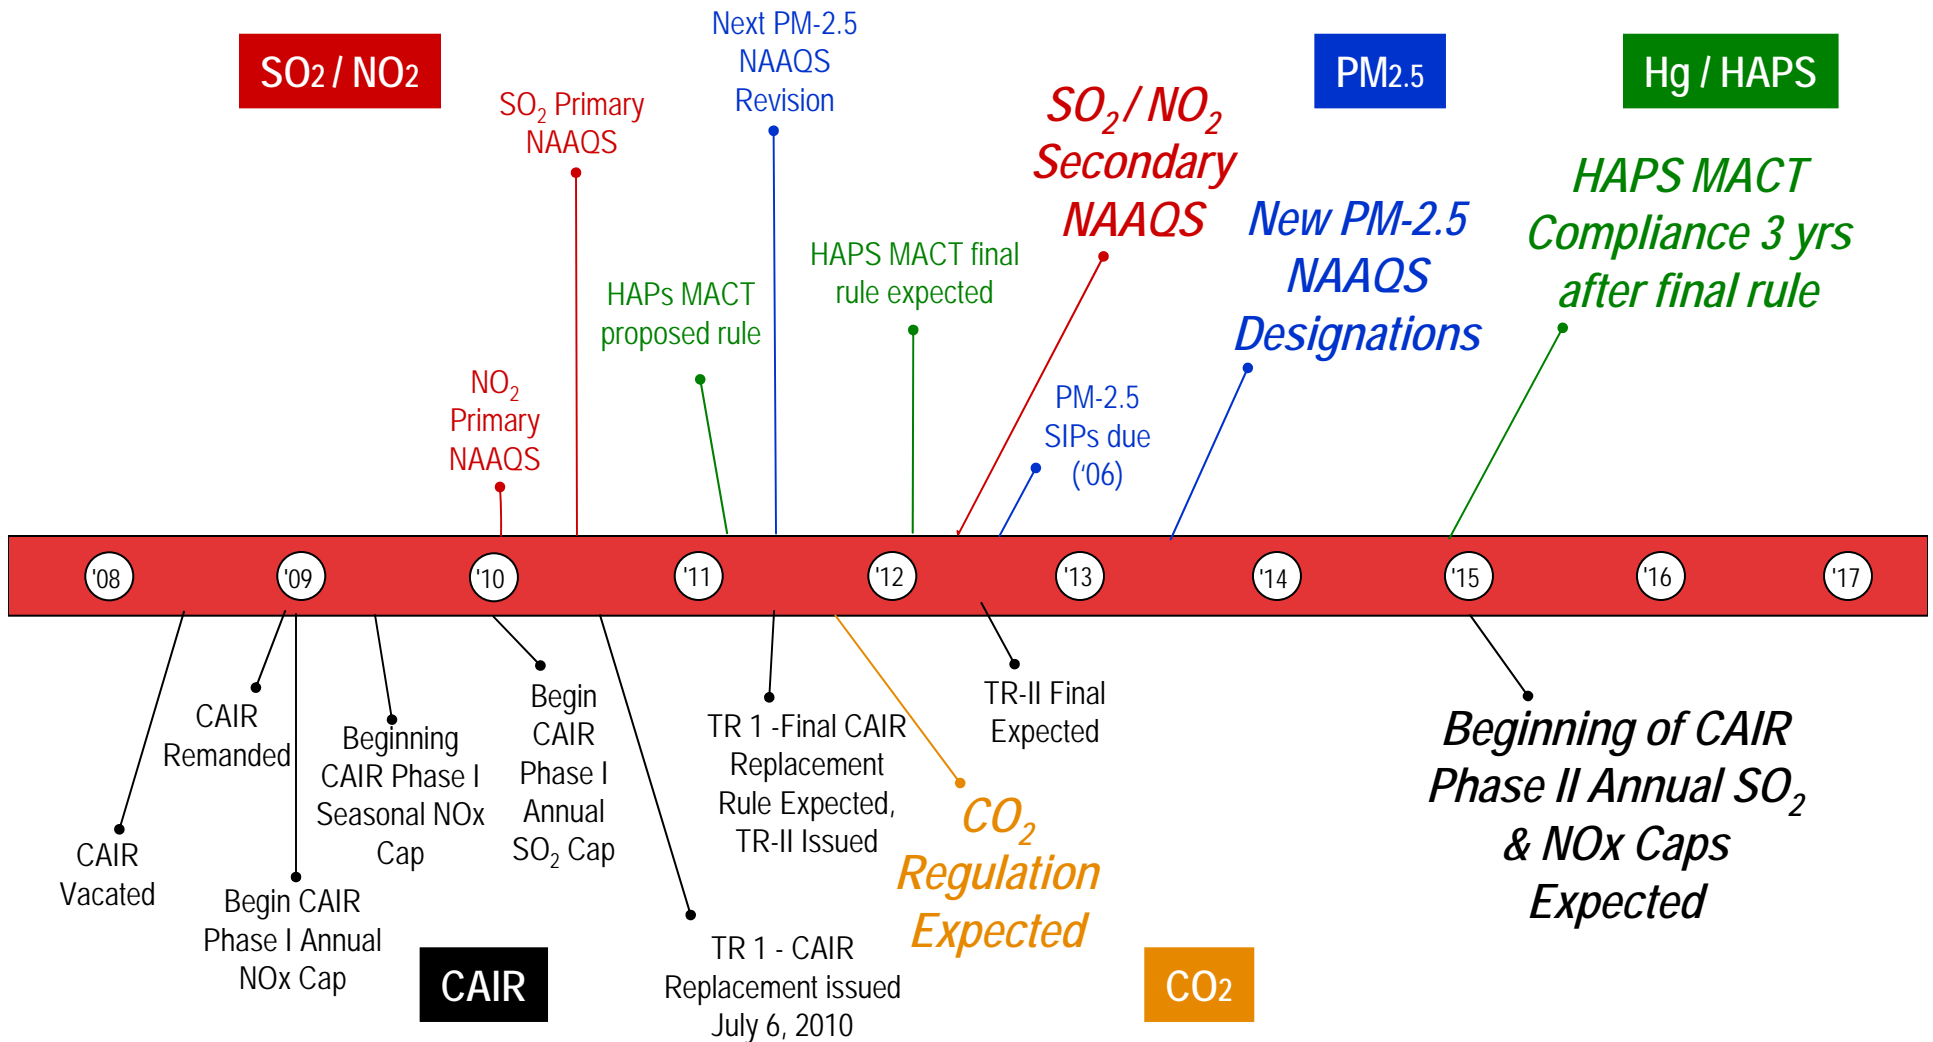 SO2 / NO2
Next PM-2.5
NAAQS
Revision
PM2.5
Hg / HAPS
SO2 Primary
NAAQS
SO2 / NO2
Secondary
NAAQS
HAPS MACT
Compliance 3 yrs
after final rule
New PM-2.5
NAAQS
Designations
HAPS MACT final
rule expected
HAPs MACT
proposed rule
NO2
Primary
NAAQS
PM-2.5
SIPs due
(‘06)
'08
'09
'10
'11
'12
'13
'14
'15
'16
'17
CAIR
Vacated
CAIR
Remanded
Begin CAIR
Phase I Annual
NOx Cap
Beginning
CAIR Phase I
Seasonal NOx
Cap
Begin
CAIR
Phase I
Annual
SO2 Cap
TR 1 - CAIR
Replacement issued
July 6, 2010
TR 1 -Final CAIR
Replacement
Rule Expected,
TR-II Issued
CO2
Regulation
Expected
TR-II Final
Expected
Beginning of CAIR
Phase II Annual SO2
& NOx Caps
Expected
CAIR
CO2